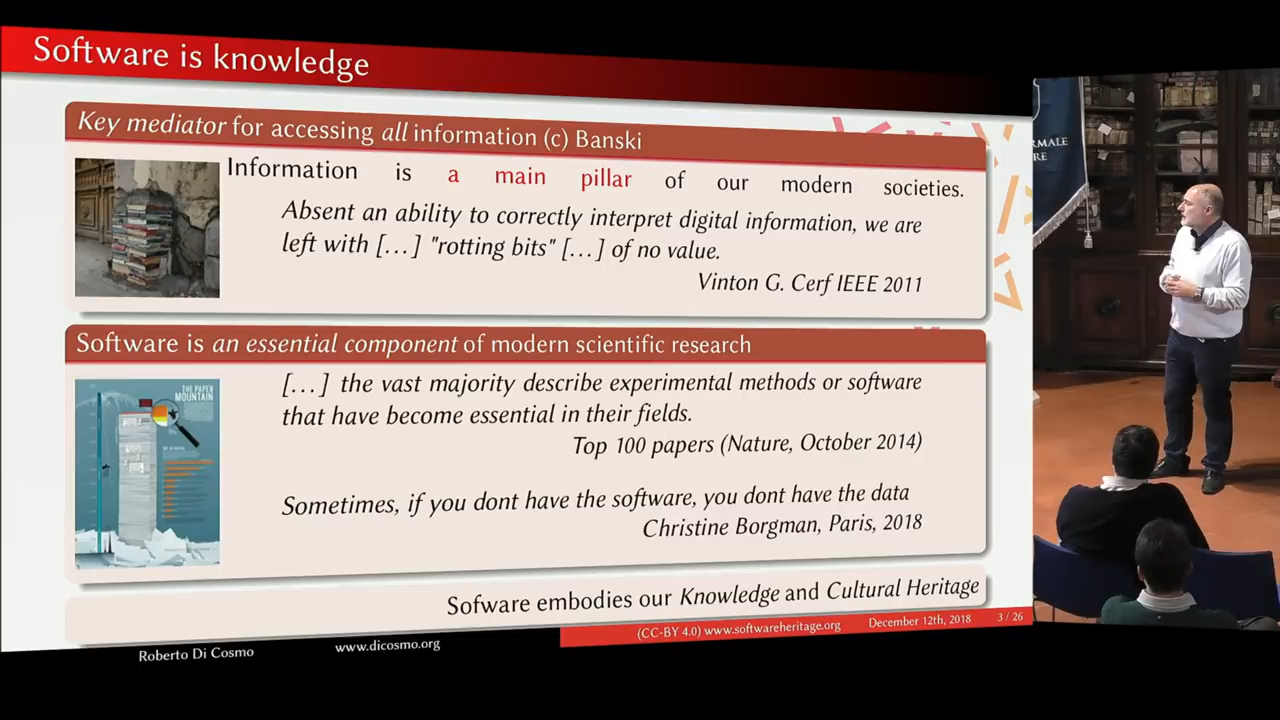 Software is knowledge
Key mediator for accessing all information (c) Banski
Information is a main pillar of our modern societies.
Absent an ability to correctly interpret digital information, we are
left with [...] "rotting bits" [...] of no value.
Vinton G. Cerf IEEE 2011
Software is an essential component of modern scientific research
THE PAPER
MOUNTAIN
[...] the vast majority describe experimental methods or software
that have become essential in their fields.
Top 100 papers (Nature, October 2014)
Sometimes, if you dont have the software, you dont have the data
Christine Borgman, Paris, 2018
Sofware embodies our Knowledge and Cultural Heritage
Roberto Di Cosmo
www.dicosmo.org
(CC-BY 4.0) www.softwareheritage.org
December 12th, 2018
3 / 26
RMALE
RE